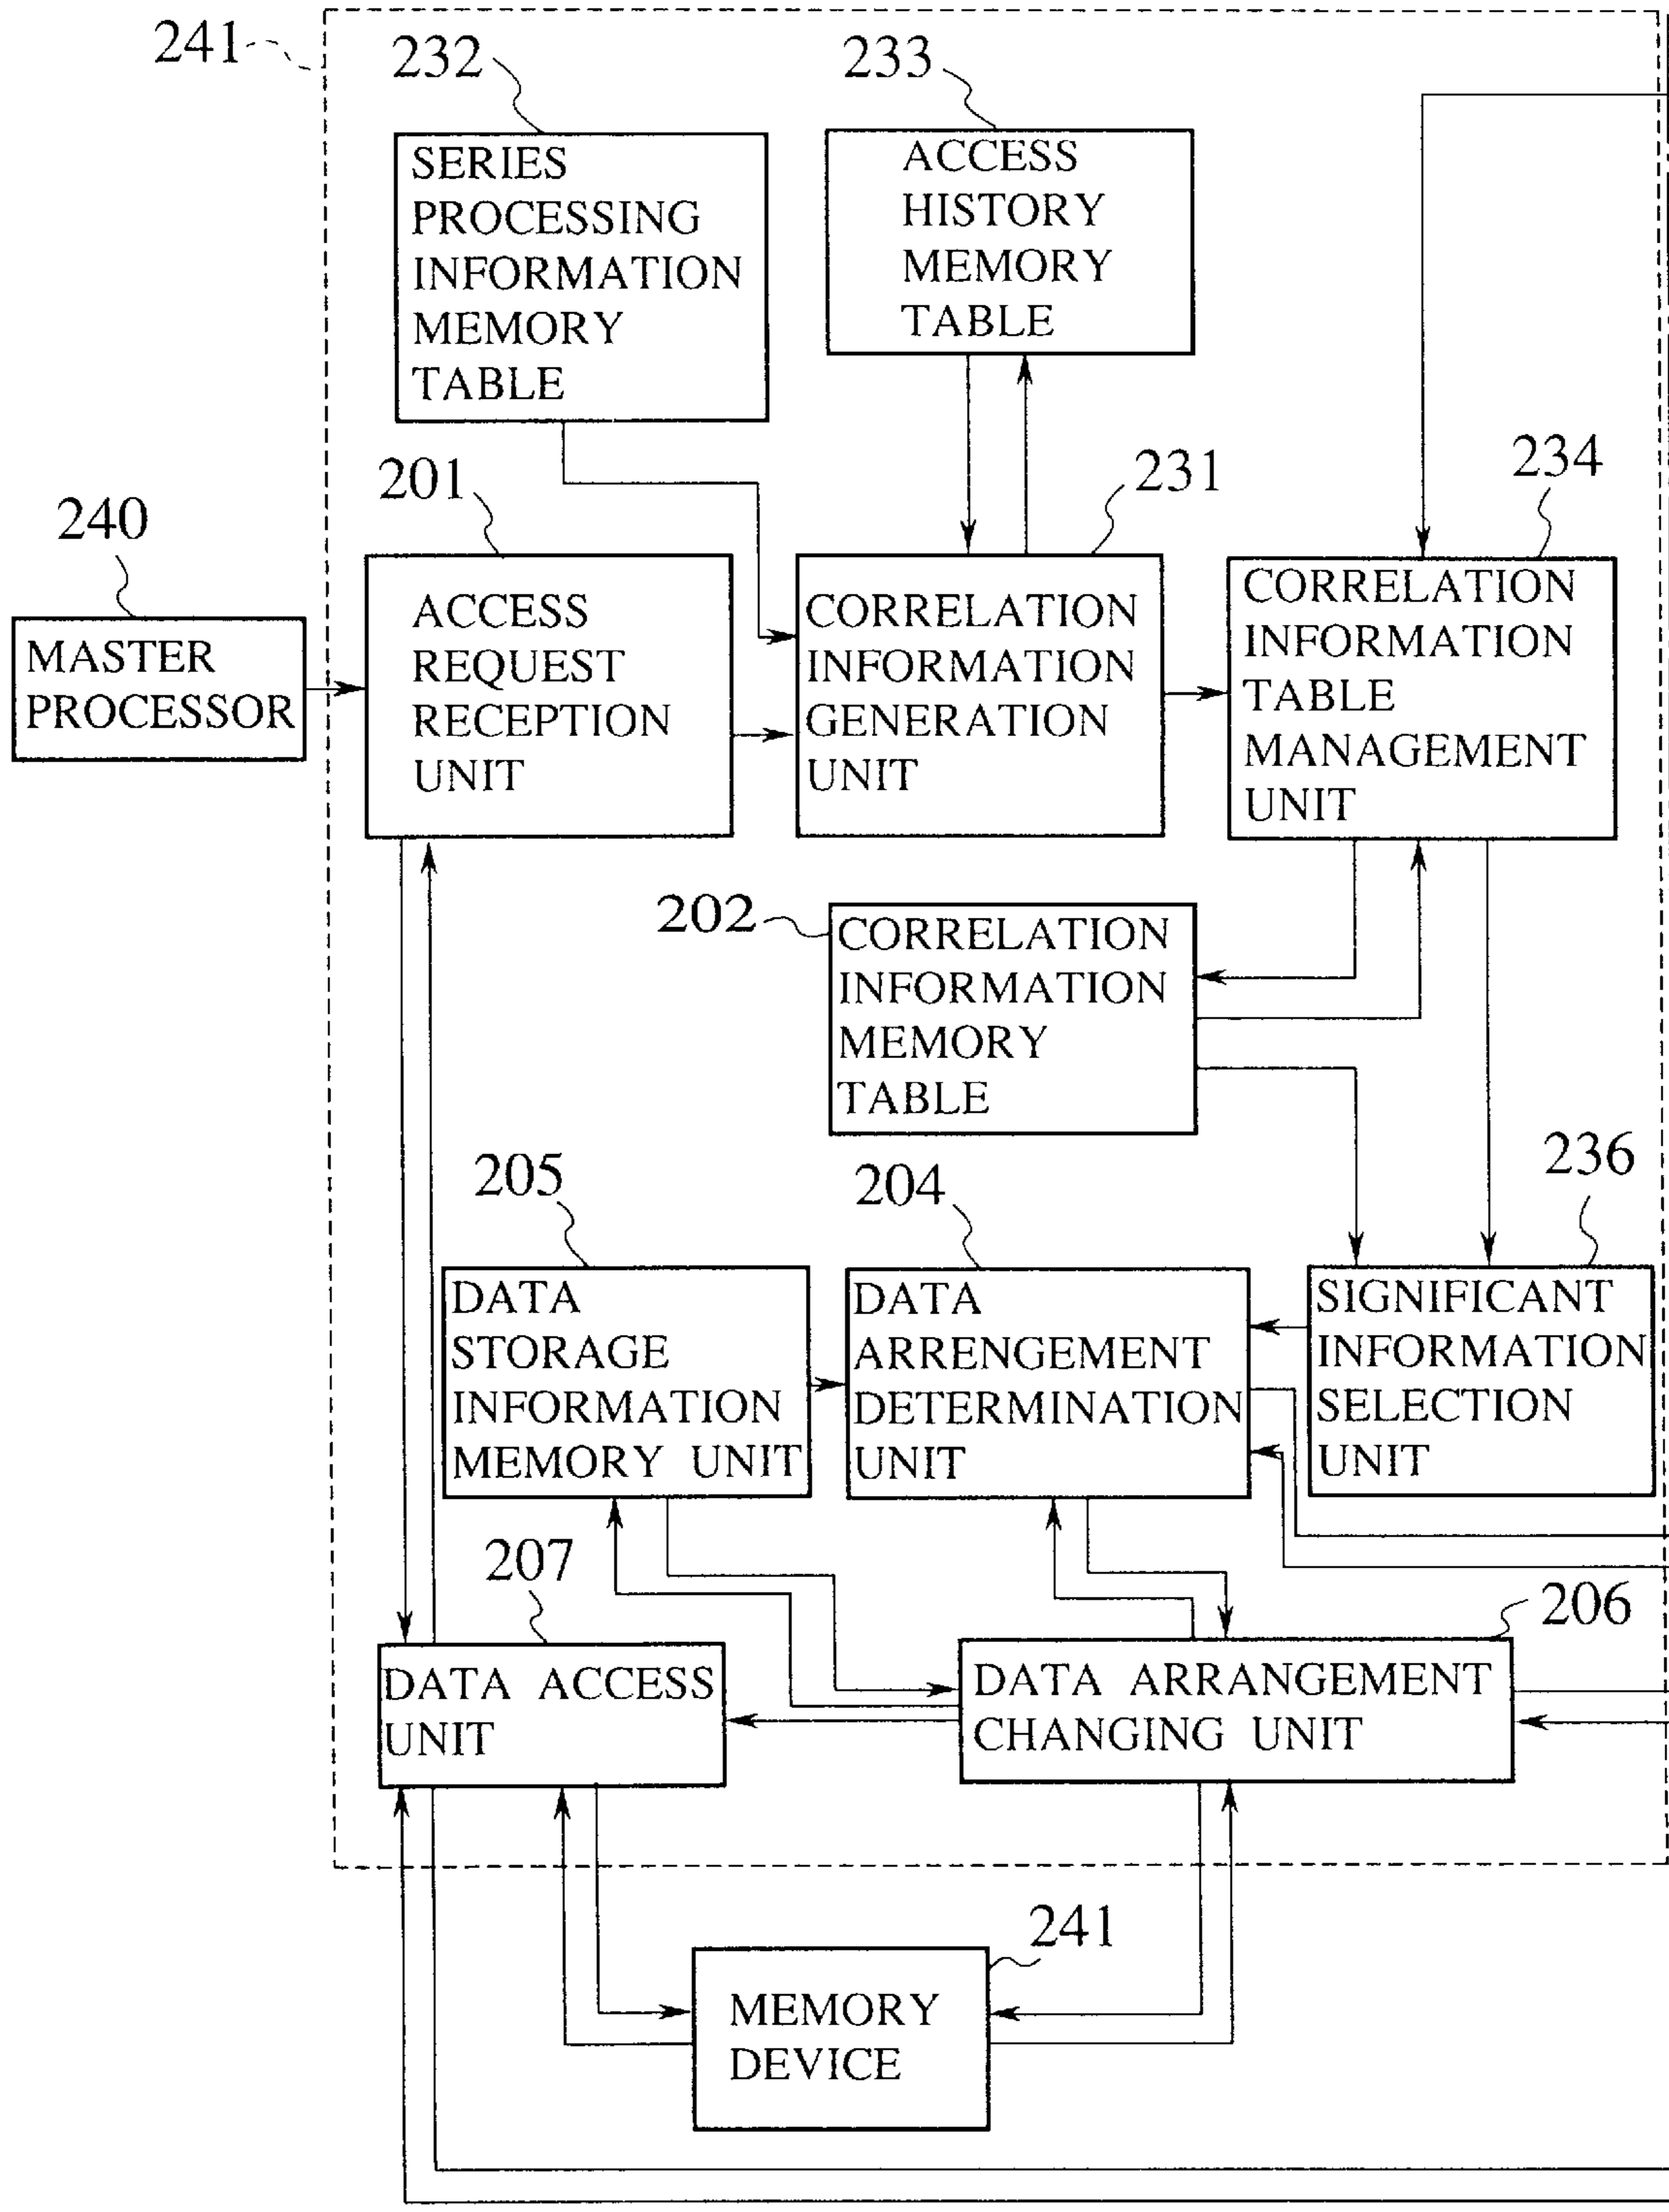 241
232
233
SERIES
PROCESSING
INFORMATION
MEMORY
TABLE
ACCESS
HISTORY
MEMORY
TABLE
240
201
231
234
MASTER
PROCESSOR
ACCESS
REQUEST
RECEPTION
UNIT
CORRELATION
INFORMATION
GENERATION
UNIT
CORRELATION
INFORMATION
TABLE
MANAGEMENT
UNIT
202
CORRELATION
INFORMATION
MEMORY
TABLE
205
204
236
DATA
STORAGE
INFORMATION
MEMORY UNIT
DATA
ARRENGEMENT
DETERMINATION
UNIT
SIGNIFICANT
INFORMATION
SELECTION
UNIT
207
206
DATA ACCESS
UNIT
DATA ARRANGEMENT
CHANGING UNIT
241
MEMORY
DEVICE